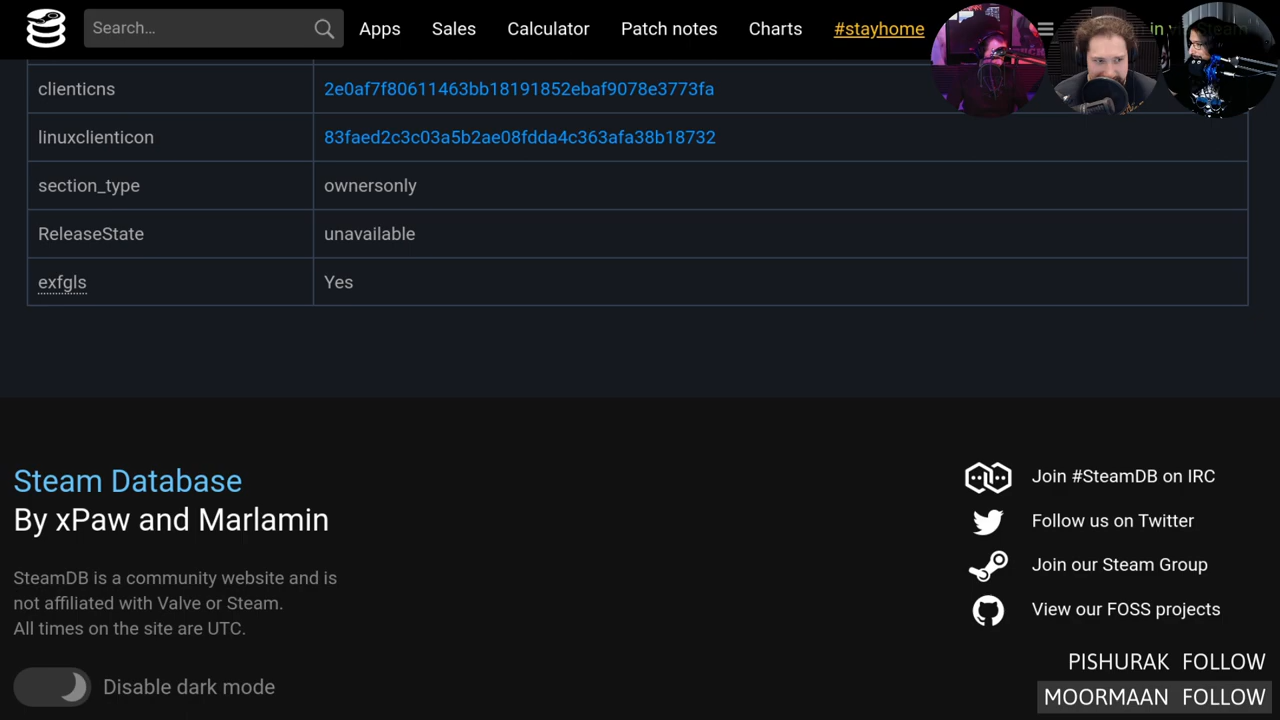 Search…
Apps
Sales
Calculator
Patch notes
Charts
#stayhome
clienticns
2e0af7f80611463bb18191852ebaf9078e3773fa
linuxclienticon
83faed2c3c03a5b2ae08fdda4c363afa38b18732
section_type
ownersonly
ReleaseState
unavailable
exfgls
Yes
Steam Database
By xPaw and Marlamin
SteamDB is a community website and is
not affiliated with Valve or Steam.
All times on the site are UTC.
Disable dark mode
Join #SteamDB on IRC
Follow us on Twitter
Join our Steam Group
View our FOSS projects
PISHURAK FOLLOW
MOORMAAN FOLLOW